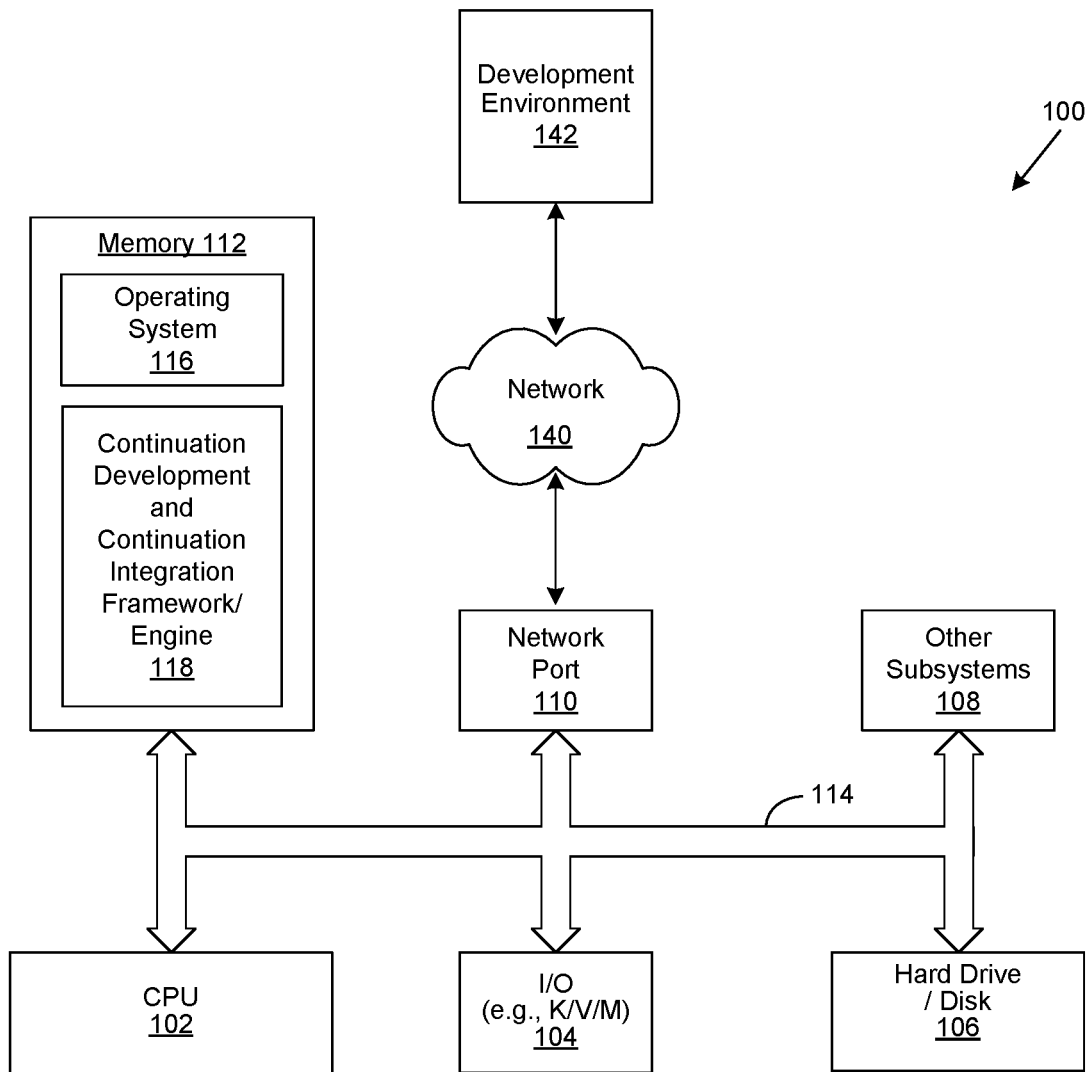 Development
Environment
142
100
Memory 112
Operating
System
116
Continuation
Development
and
Continuation
Integration
Framework/
Engine
118
Network
140
Network
Port
110
Other
Subsystems
108
114
CPU
102
I/O
(e.g., K/V/M)
104
Hard Drive
/ Disk
106